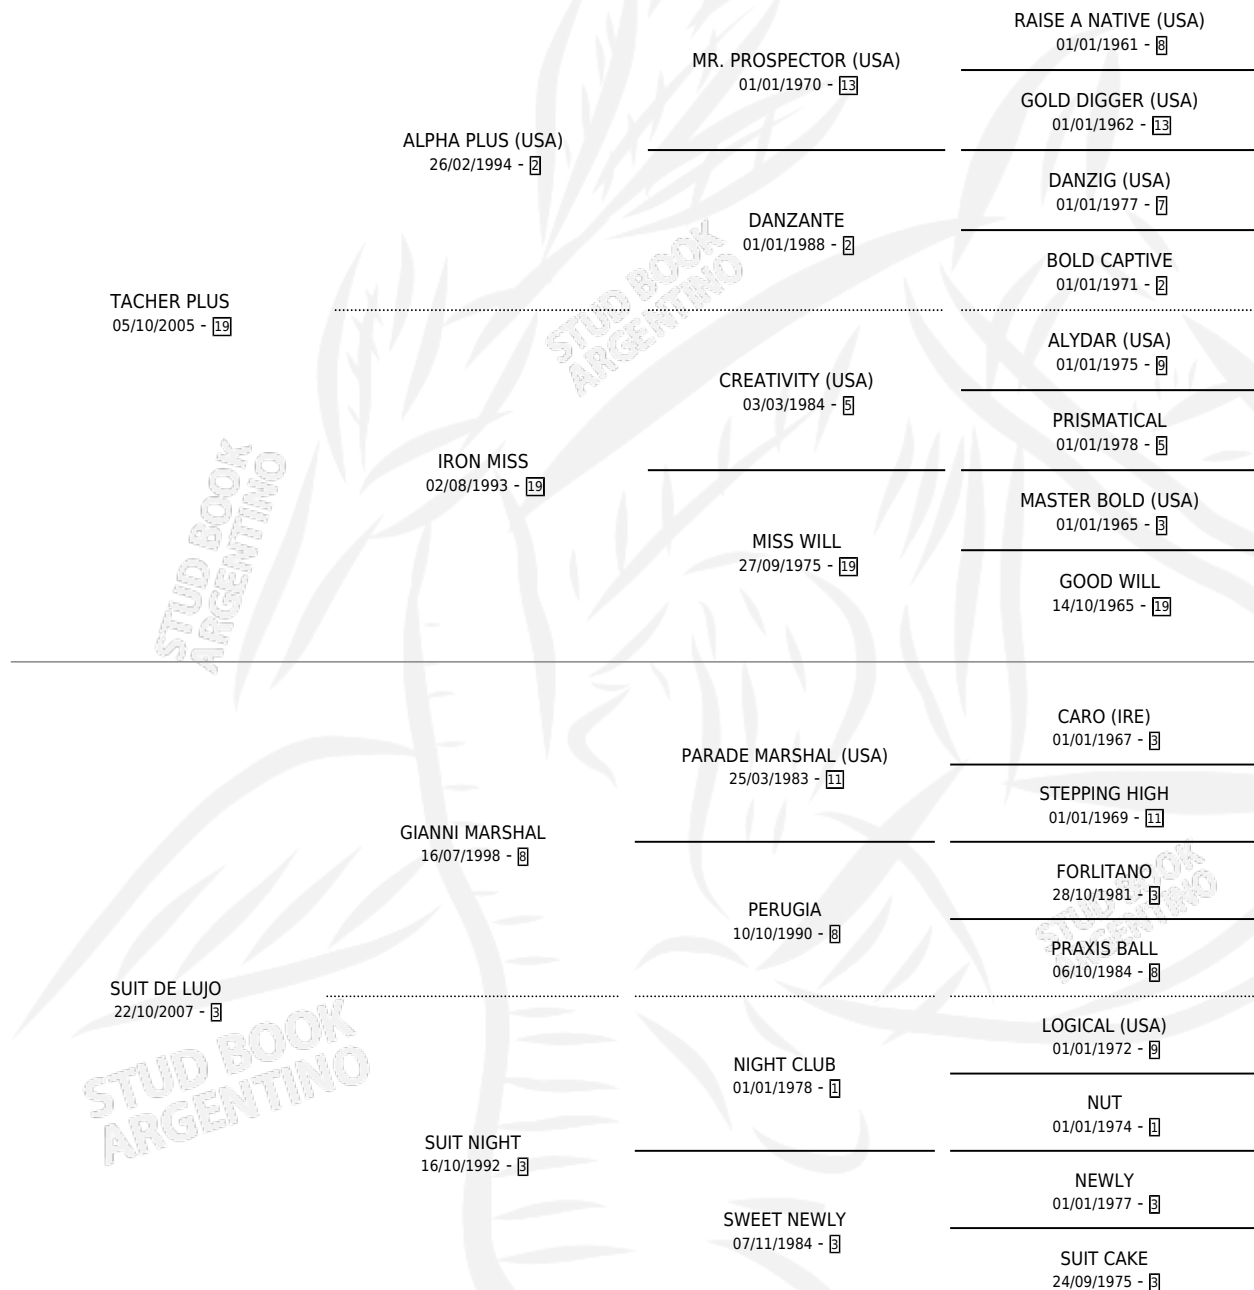 RAISE A NATIVE (USA)
01/01/1961 - 8
MR. PROSPECTOR (USA)
01/01/1970 - 13
GOLD DIGGER (USA)
01/01/1962 - 13
ALPHA PLUS (USA)
26/02/1994 - 2
DANZIG (USA)
01/01/1977 - 7
DANZANTE
01/01/1988 - 2
BOLD CAPTIVE
01/01/1971 - 2
TACHER PLUS
05/10/2005 - 19
STUD BOOK
ARGENTINO
ALYDAR (USA)
01/01/1975 - 9
CREATIVITY (USA)
03/03/1984 - 5
PRISMATICAL
01/01/1978 - 5
IRON MISS
02/08/1993 - 19
MASTER BOLD (USA)
01/01/1965 - 3
MISS WILL
27/09/1975 - 19
GOOD WILL
14/10/1965 - 19
STUD BOOK
ARGENTINO
CARO (IRE)
01/01/1967 - 3
PARADE MARSHAL (USA)
25/03/1983 - 11
STEPPING HIGH
01/01/1969 - 11
GIANNI MARSHAL
16/07/1998 - 8
FORLITANO
28/10/1981 - 3
PERUGIA
10/10/1990 - 8
PRAXIS BALL
06/10/1984 - 8
STUD BOOK
ARGENTINO
SUIT DE LUJO
22/10/2007 - 3
LOGICAL (USA)
01/01/1972 - 9
NIGHT CLUB
01/01/1978 - 1
NUT
01/01/1974 - 1
STUD BOOK
ARGENTINO
SUIT NIGHT
16/10/1992 - 3
NEWLY
01/01/1977 - 3
SWEET NEWLY
07/11/1984 - 3
SUIT CAKE
24/09/1975 - 3